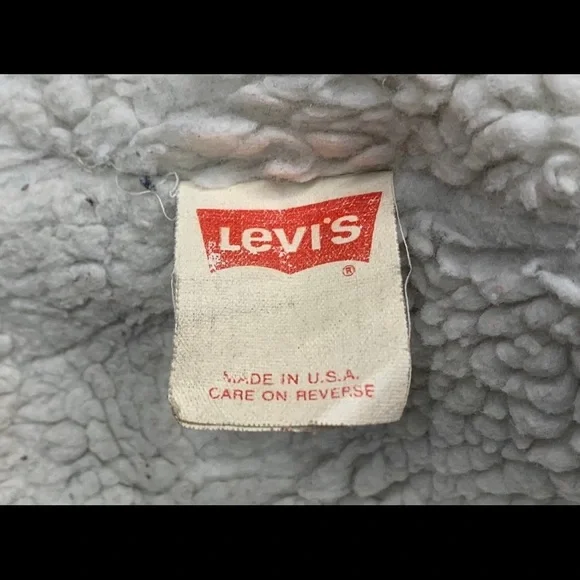 Levi's
®
MADE IN U.S.A.
CARE ON REVERSE